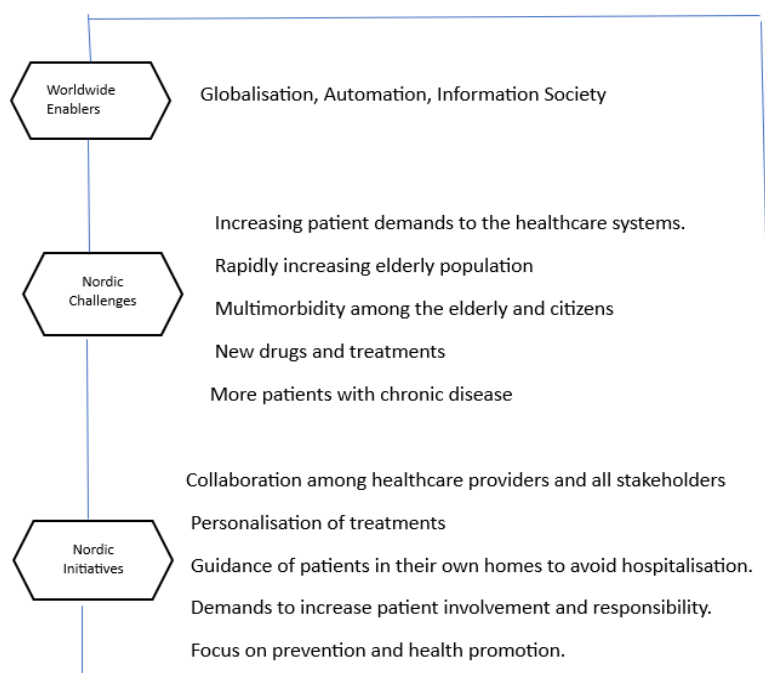 Worldwide
Enablers
Globalisation, Automation, Information Society
Nordic
Challenges
Increasing patient demands to the healthcare systems.
Rapidly increasing elderly population
Multimorbidity among the elderly and citizens
New drugs and treatments
More patients with chronic disease
Nordic
Initiatives
Collaboration among healthcare providers and all stakeholders
Personalisation of treatments
Guidance of patients in their own homes to avoid hospitalisation.
Demands to increase patient involvement and responsibility.
Focus on prevention and health promotion.